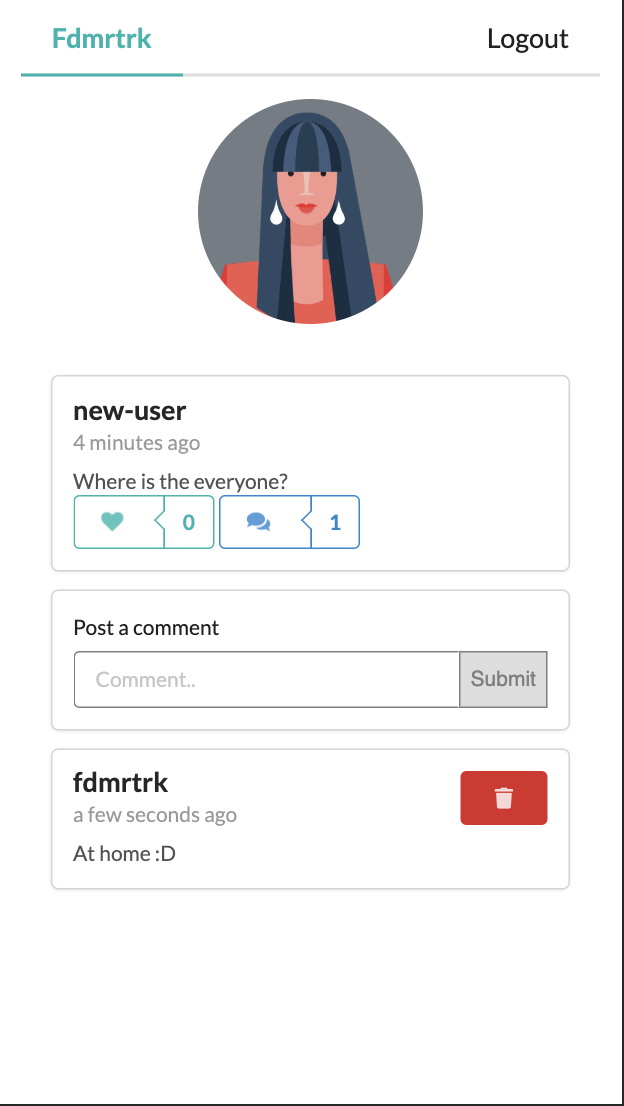 Fdmrtrk
Logout
new-user
4 minutes ago
Where is the everyone?
0
1
Post a comment
Comment..
Submit
fdmrtrk
a few seconds ago
At home :D